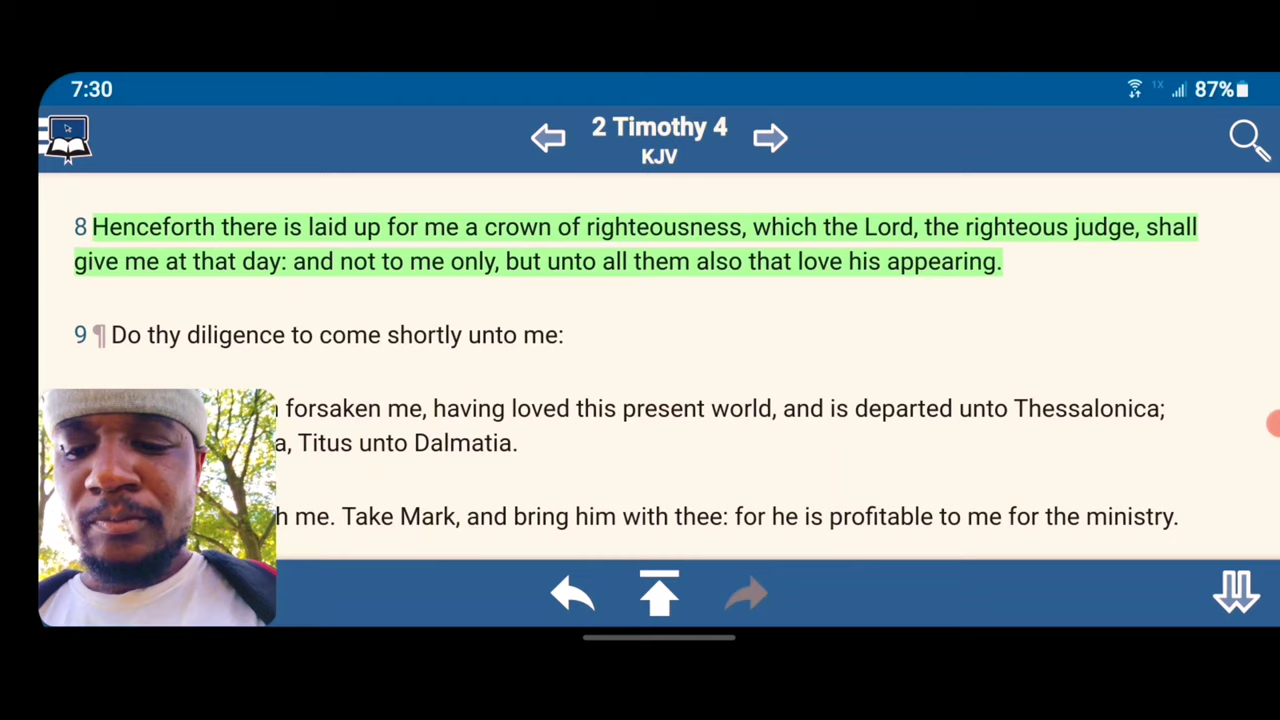 7:30
1X
87%
2 Timothy 4
KJV
8 Henceforth there is laid up for me a crown of righteousness, which the Lord, the righteous judge, shall
give me at that day: and not to me only, but unto all them also that love his appearing.
9 ¶ Do thy diligence to come shortly unto me:
forsaken me, having loved this present world, and is departed unto Thessalonica;
Titus unto Dalmatia.
me. Take Mark, and bring him with thee: for he is profitable to me for the ministry.